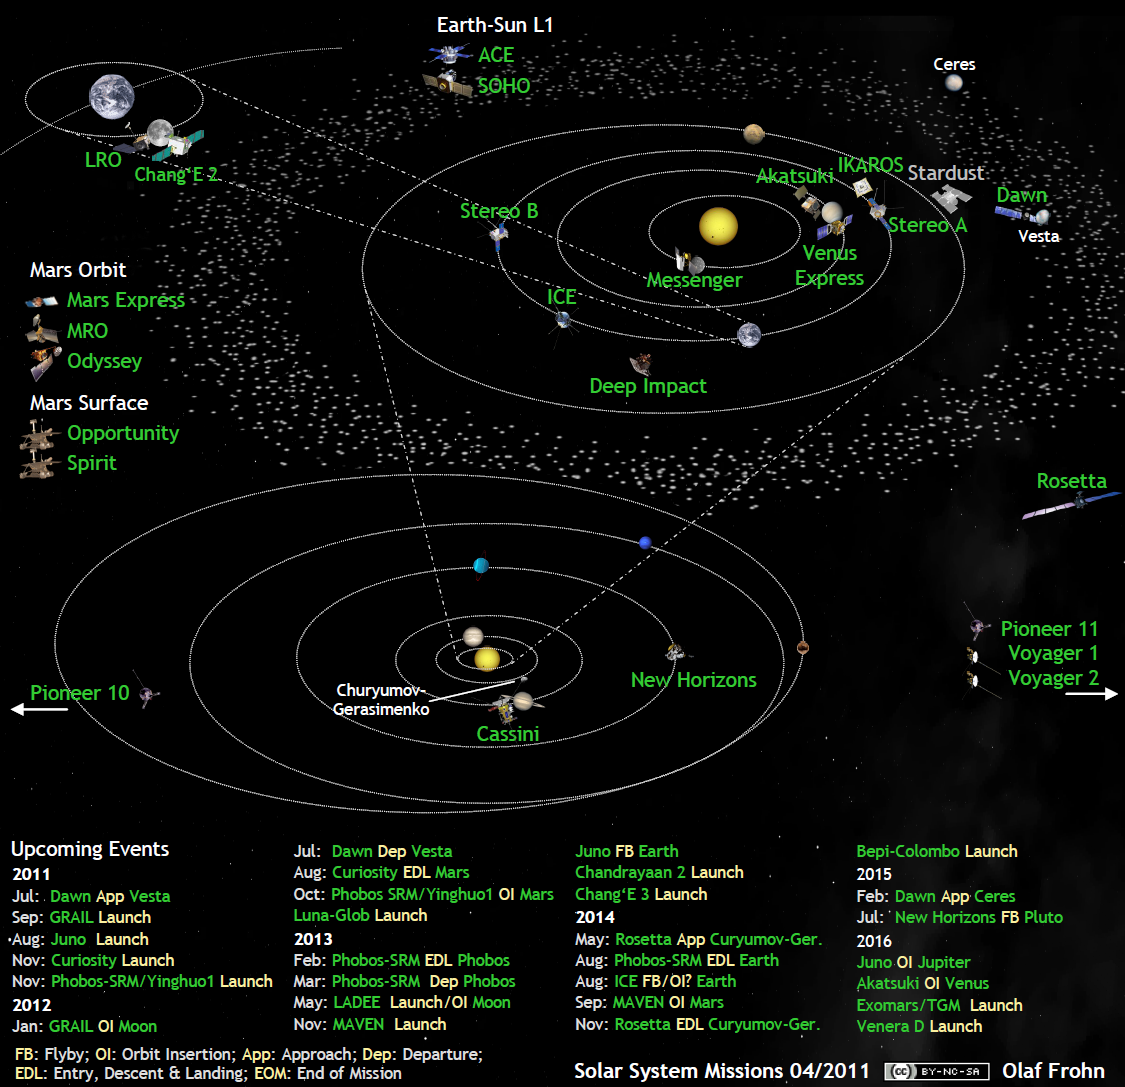 Earth-Sun L1
ACE
SOHO
Ceres
LRO
Chang'E 2
Akatsuki
IKAROS
Stardust
Dawn
Vesta
Stereo B
Stereo A
Venus
Express
Messenger
ICE
Deep Impact
Mars Orbit
Mars Express
MRO
Odyssey
Mars Surface
Opportunity
Spirit
Rosetta
Pioneer 11
Voyager 1
Voyager 2
New Horizons
Pioneer 10
Churyumov-
Gerasimenko
Cassini
Upcoming Events
2011
Jul: Dawn App Vesta
Sep: GRAIL Launch
Aug: Juno Launch
Nov: Curiosity Launch
Nov: Phobos-SRM/Yinghuo1 Launch
2012
Jan: GRAIL OI Moon
Jul: Dawn Dep Vesta
Aug: Curiosity EDL Mars
Oct: Phobos SRM/Yinghuo1 OI Mars
Luna-Glob Launch
2013
Feb: Phobos-SRM EDL Phobos
Mar: Phobos-SRM Dep Phobos
May: LADEE Launch/OI Moon
Nov: MAVEN Launch
Juno FB Earth
Chandrayaan 2 Launch
Chang'E 3 Launch
2014
May: Rosetta App Curyumov-Ger.
Aug: Phobos-SRM EDL Earth
Aug: ICE FB/OI? Earth
Sep: MAVEN OI Mars
Nov: Rosetta EDL Curyumov-Ger.
Bepi-Colombo Launch
2015
Feb: Dawn App Ceres
Jul: New Horizons FB Pluto
2016
Juno OI Jupiter
Akatsuki OI Venus
Exomars/TGM Launch
Venera D Launch
FB: Flyby; OI: Orbit Insertion; App: Approach; Dep: Departure;
EDL: Entry, Descent & Landing; EOM: End of Mission
Solar System Missions 04/2011 cc BY-NC-SA Olaf Frohn